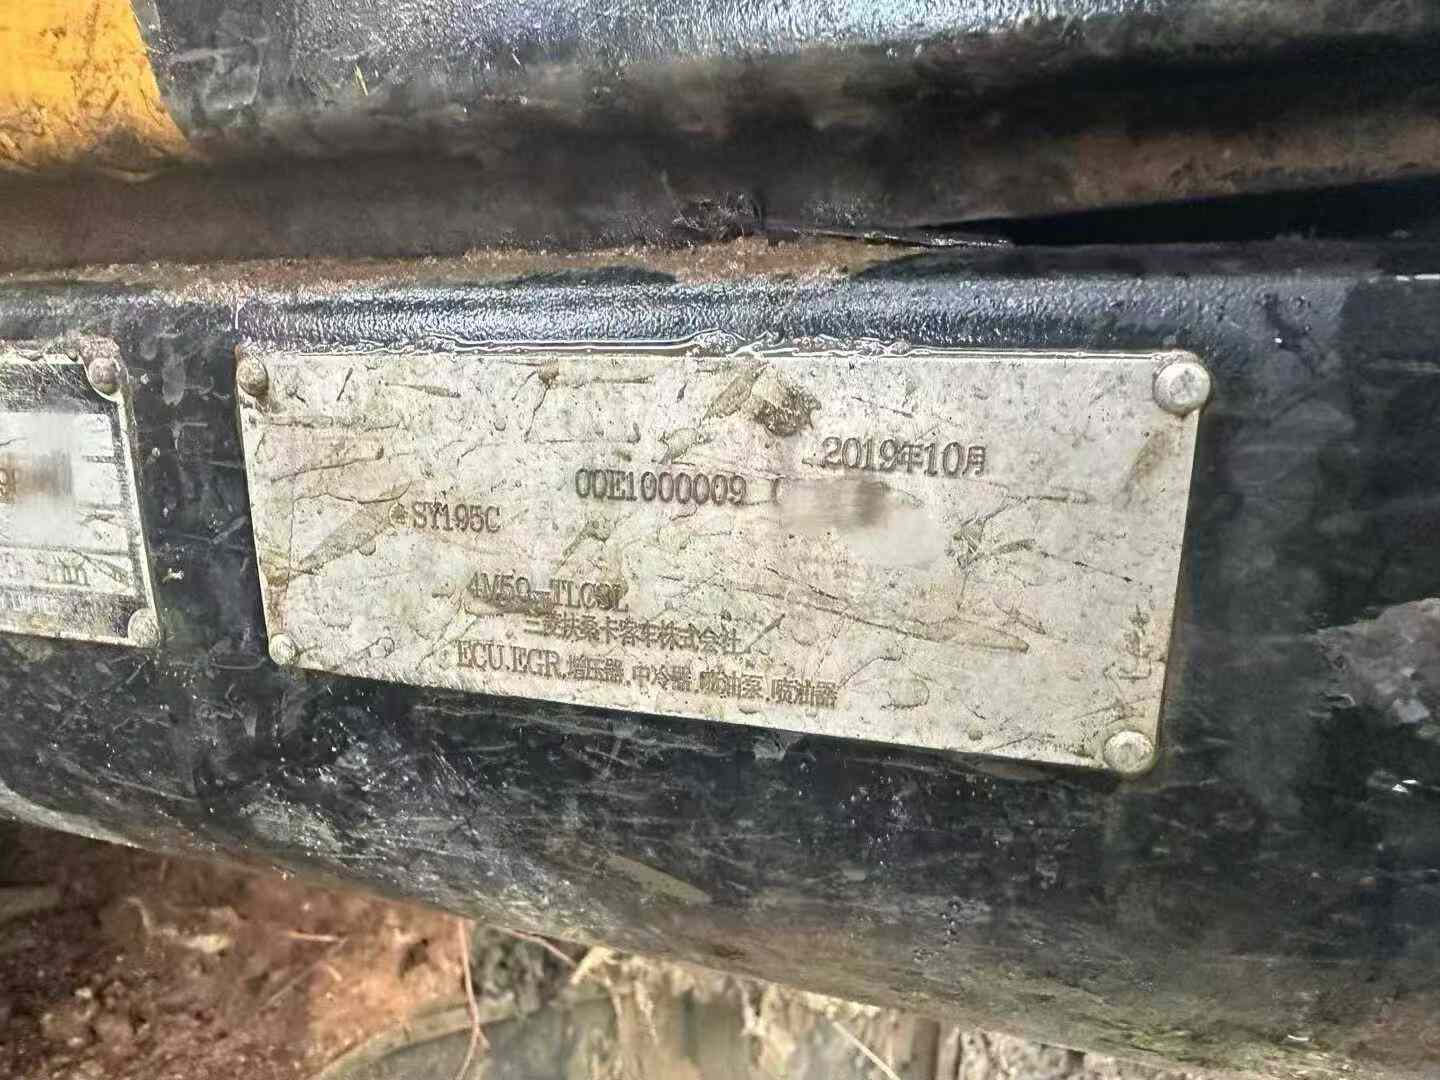 2019年10月
00E1000009
SY195C
4M50-TLCSL
三菱扶桑卡客车株式会社
ECU.EGR.增压器.中冷器.喷油泵.喷油器